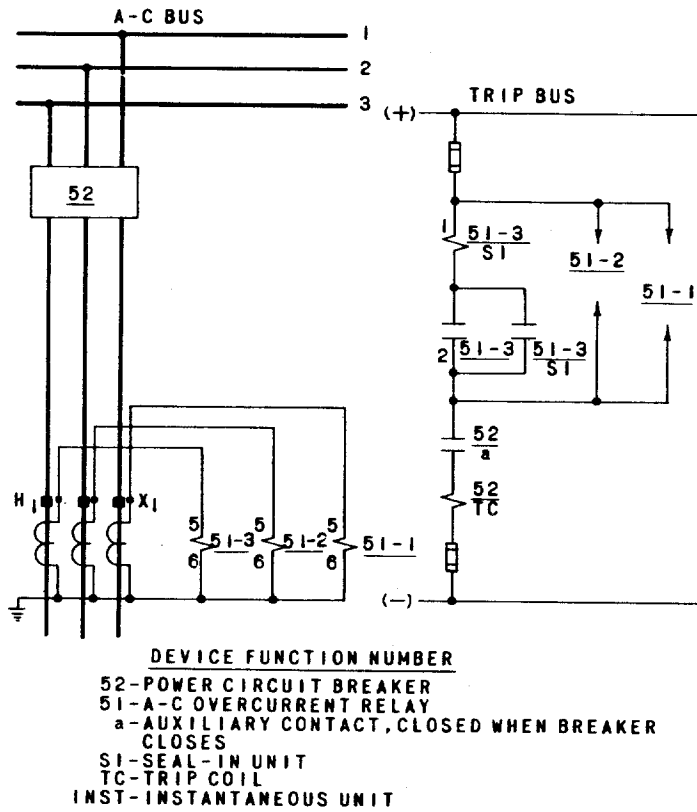 A-C BUS
1
2
3
52
(+)
TRIP BUS
1
51-3
SI
51-2
51-1
2
51-3
51-3
SI
52
a
52
TC
(-)
H1
X1
5
5
5
51-3
51-2
51-1
6
6
6
DEVICE FUNCTION NUMBER
52-POWER CIRCUIT BREAKER
51-A-C OVERCURRENT RELAY
a-AUXILIARY CONTACT, CLOSED WHEN BREAKER
CLOSES
SI-SEAL-IN UNIT
TC-TRIP COIL
INST-INSTANTANEOUS UNIT